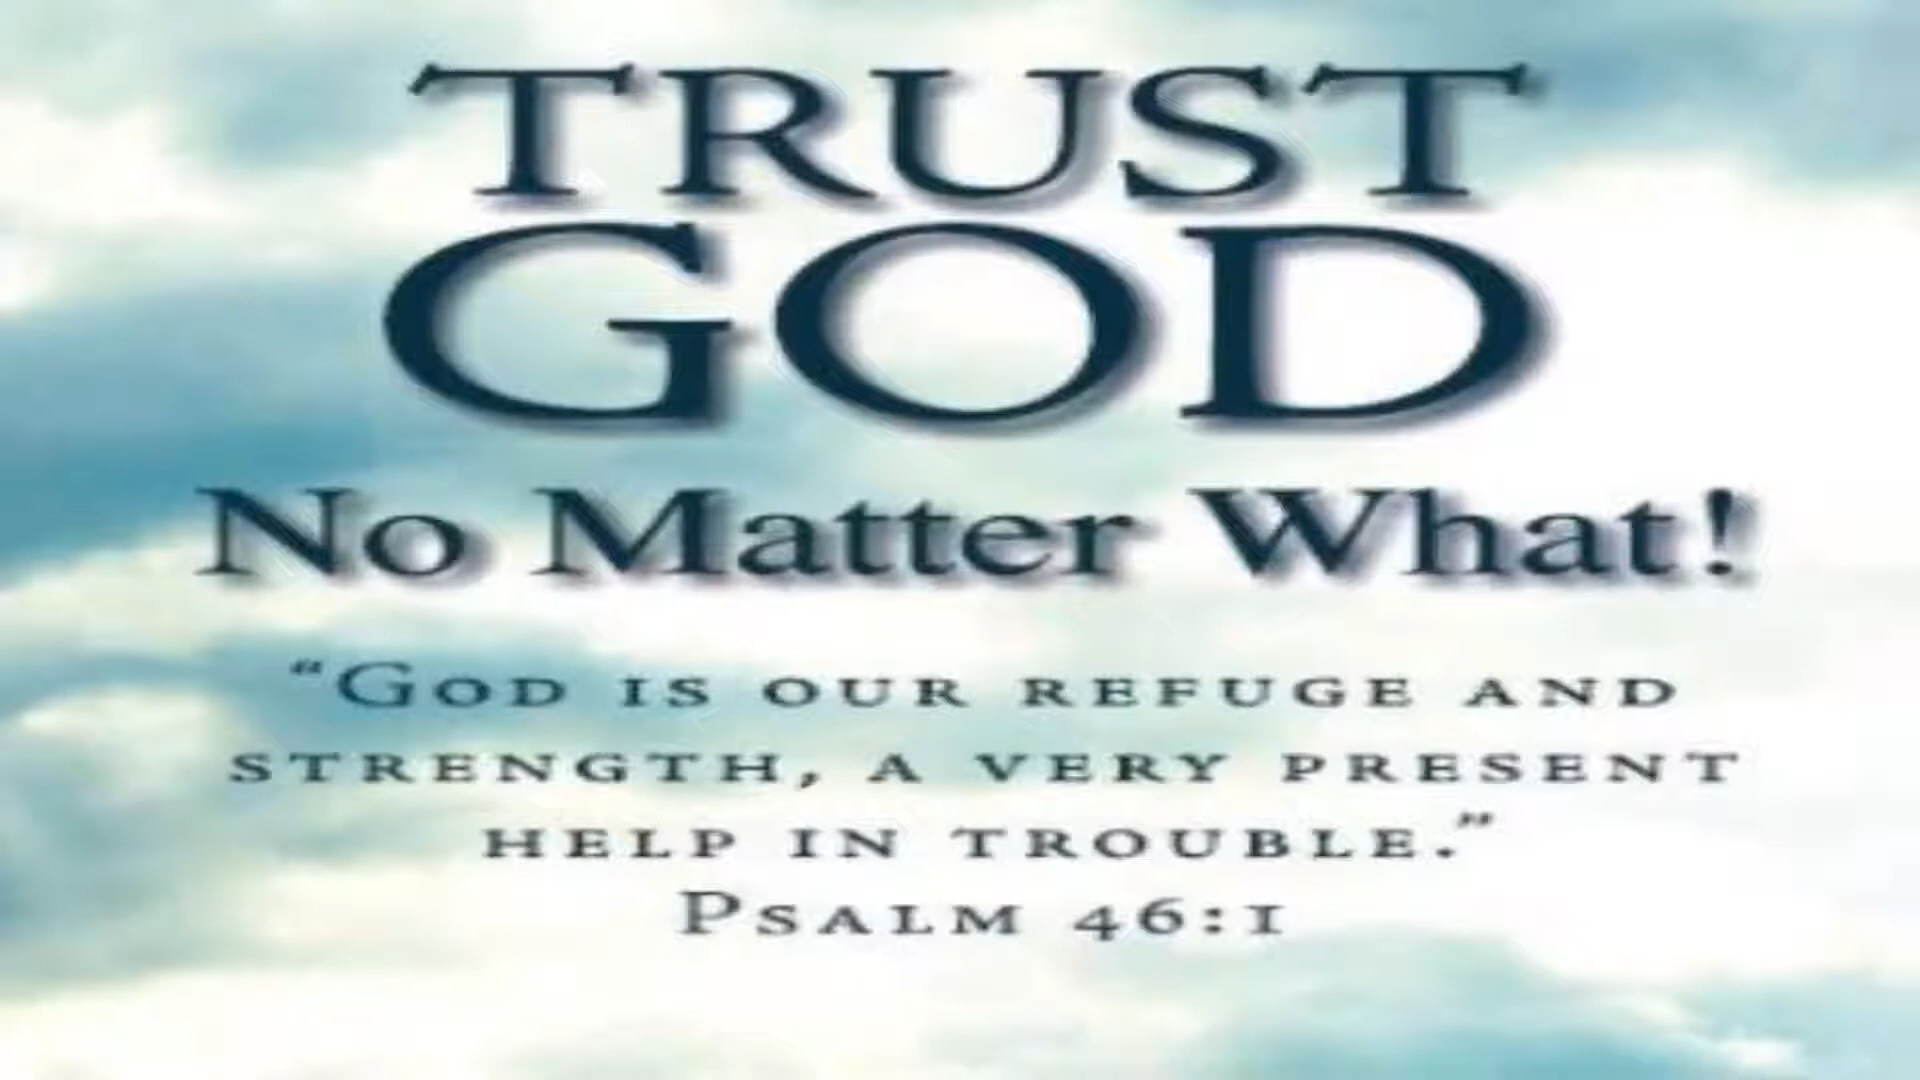 TRUST
GOD
No Matter What!
“God is our refuge and
strength, a very present
help in trouble.”
Psalm 46:1